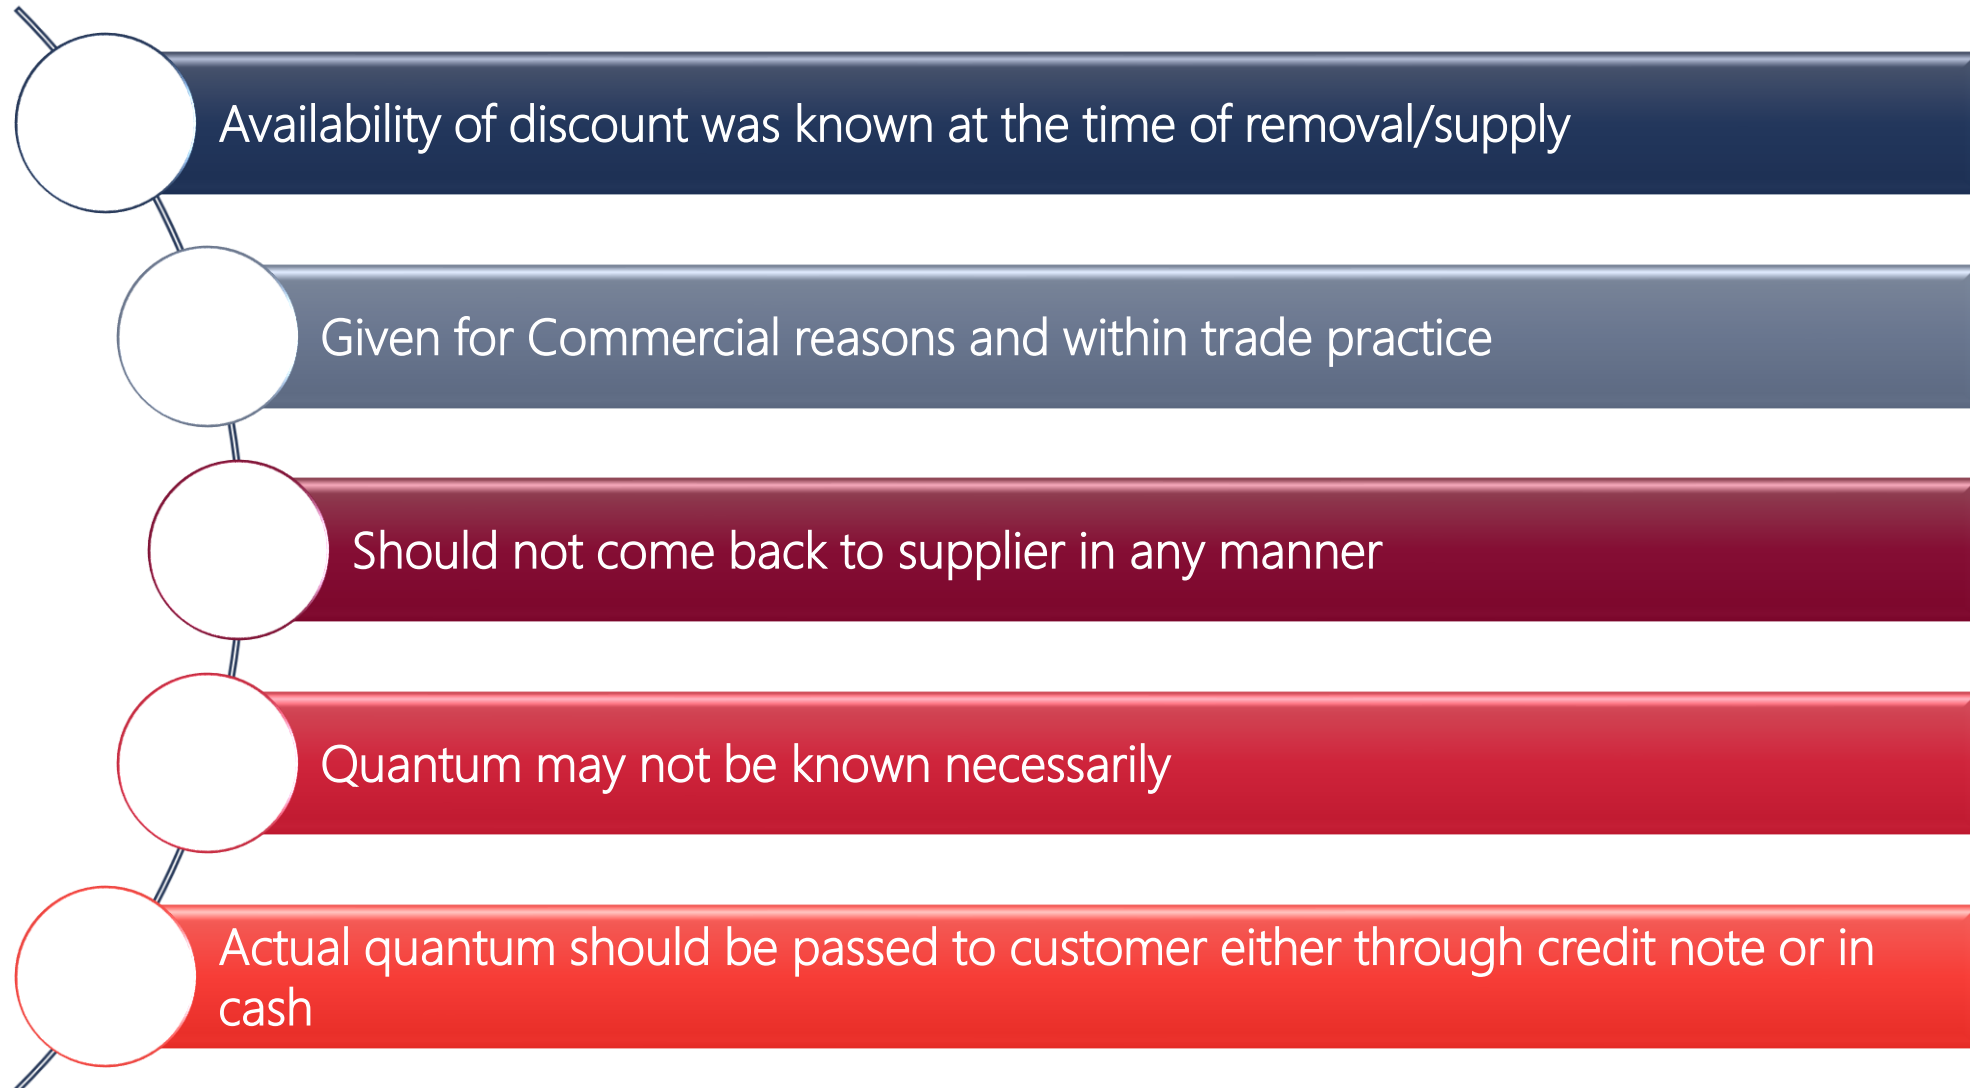 Availability of discount was known at the time of removal/supply
Given for Commercial reasons and within trade practice
Should not come back to supplier in any manner
Quantum may not be known necessarily
Actual quantum should be passed to customer either through credit note or in
cash